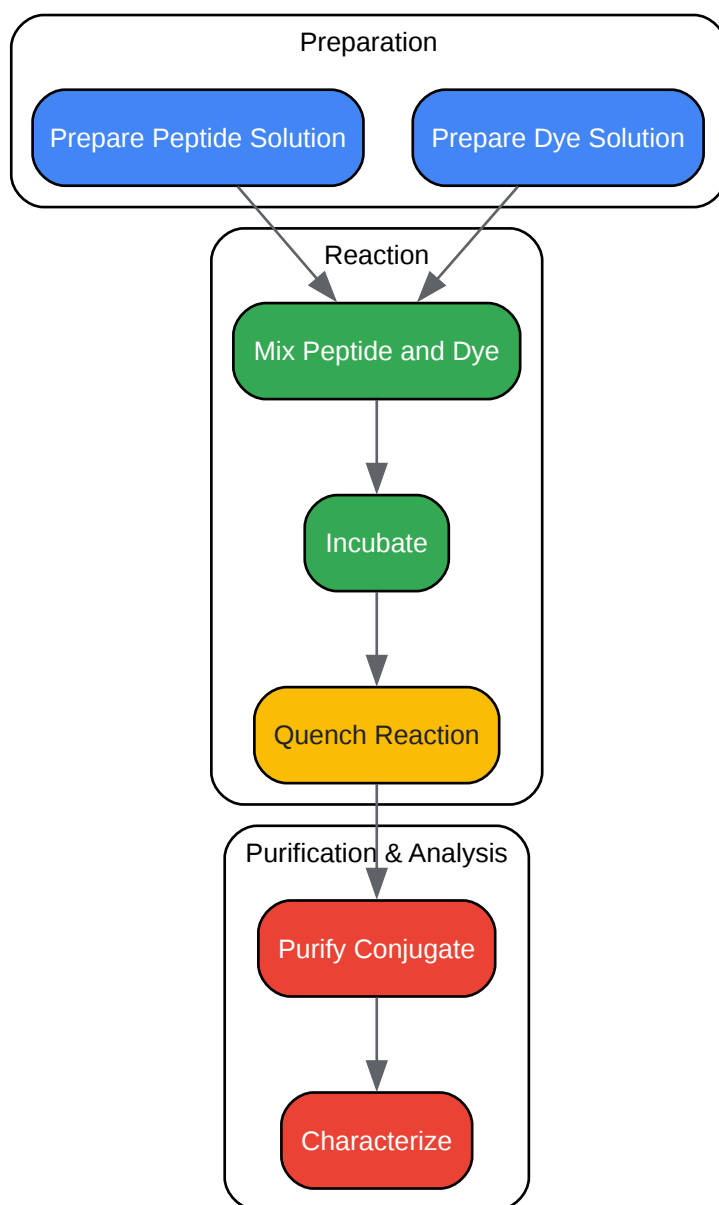 Preparation
Prepare Peptide Solution
Prepare Dye Solution
Reaction
Mix Peptide and Dye
Incubate
Quench Reaction
Purification & Analysis
Purify Conjugate
Characterize